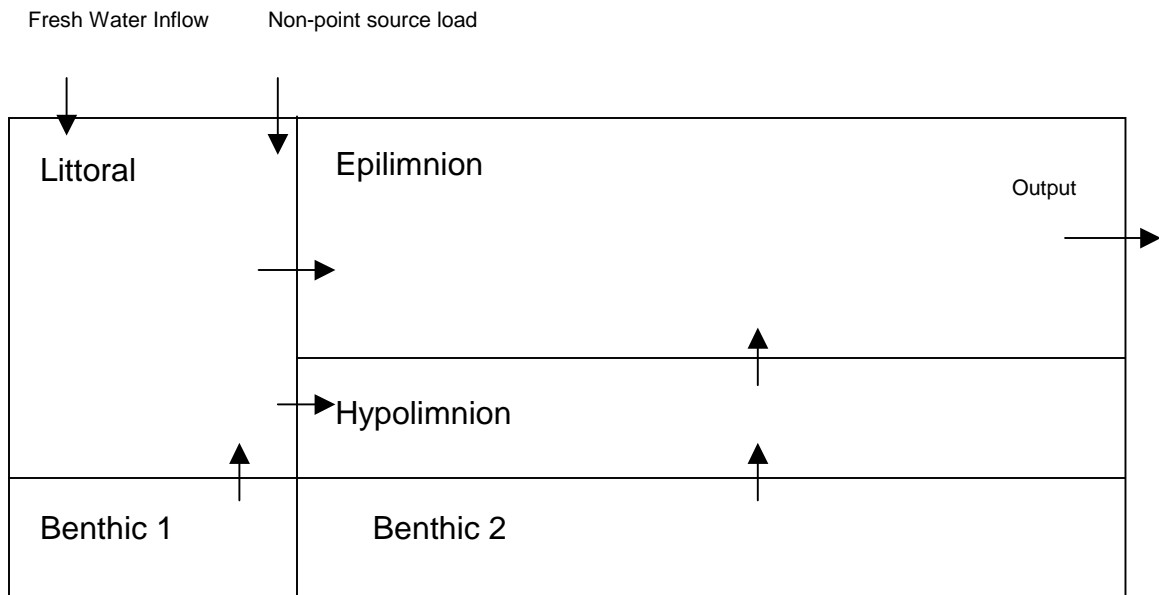 Fresh Water Inflow
Non-point source load
Littoral
Epilimnion
Output
Hypolimnion
Benthic 1
Benthic 2